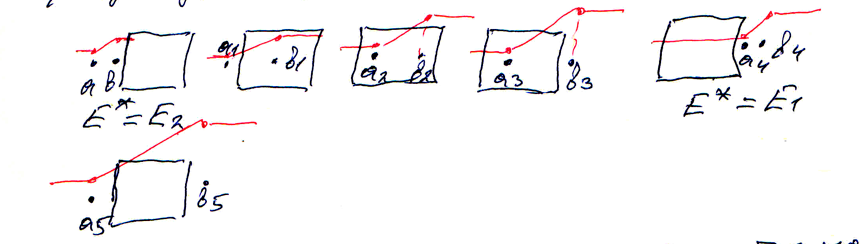 a b a1 b1 a2 b2 a3 b3 a4 b4
E* = E2 E* = E1
a5 b5